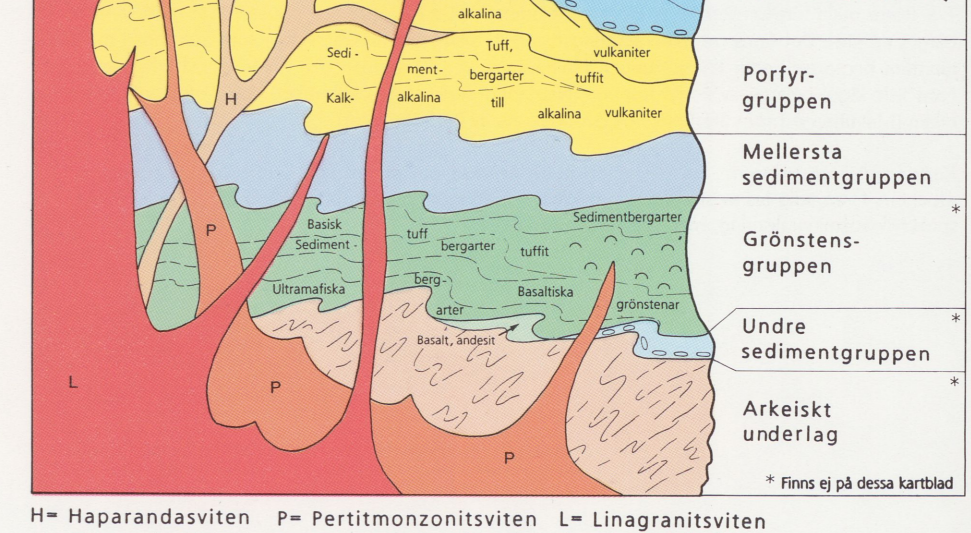 alkalina
Sedi-
Tuff,
vulkaniter
ment-
bergarter
tuffit
Kalk-
alkalina
till
alkalina
vulkaniter
H
Porfyr-
gruppen
Mellersta
sedimentgruppen
*
P
Basisk
tuff
Sedimentbergarter
Sediment-
bergarter
tuffit
Ultramafiska
berg-
Basaltiska
arter
grönstenar
Basalt, andesit
Grönstens-
gruppen
*
Undre
sedimentgruppen
*
L
P
P
Arkeiskt
underlag
* Finns ej på dessa kartblad
H= Haparandasviten P= Pertitmonzonitsviten L= Linagranitsviten